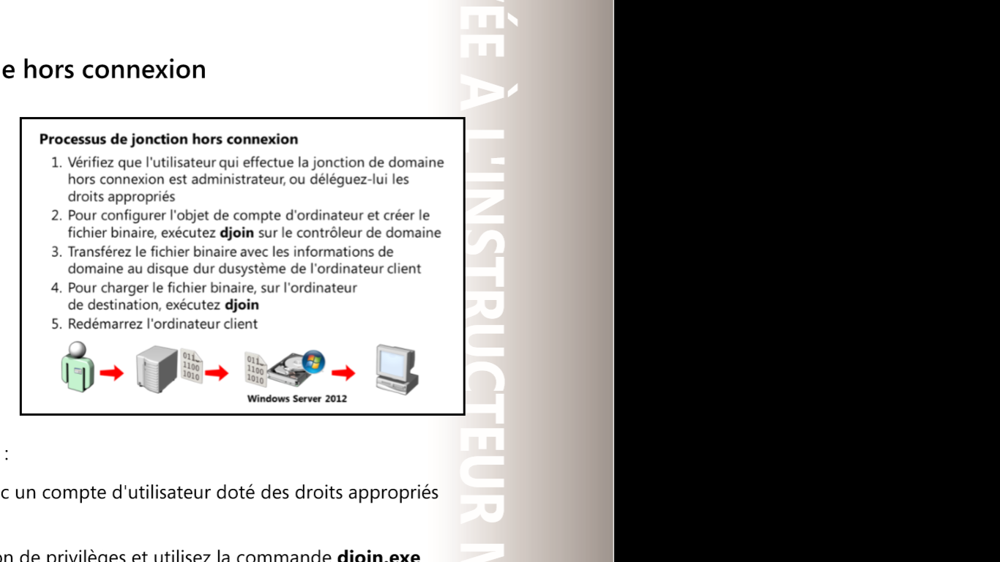 e hors connexion
Processus de jonction hors connexion
1. Vérifiez que l'utilisateur qui effectue la jonction de domaine
hors connexion est administrateur, ou déléguez-lui les
droits appropriés
2. Pour configurer l'objet de compte d'ordinateur et créer le
fichier binaire, exécutez djoin sur le contrôleur de domaine
3. Transférez le fichier binaire avec les informations de
domaine au disque dur dusystème de l'ordinateur client
4. Pour charger le fichier binaire, sur l'ordinateur
de destination, exécutez djoin
5. Redémarrez l'ordinateur client
011
1100
1010
011
1100
1010
Windows Server 2012
:
c un compte d'utilisateur doté des droits appropriés
on de privilèges et utilisez la commande djoin.exe
ÉE À L'INSTRUCTEUR